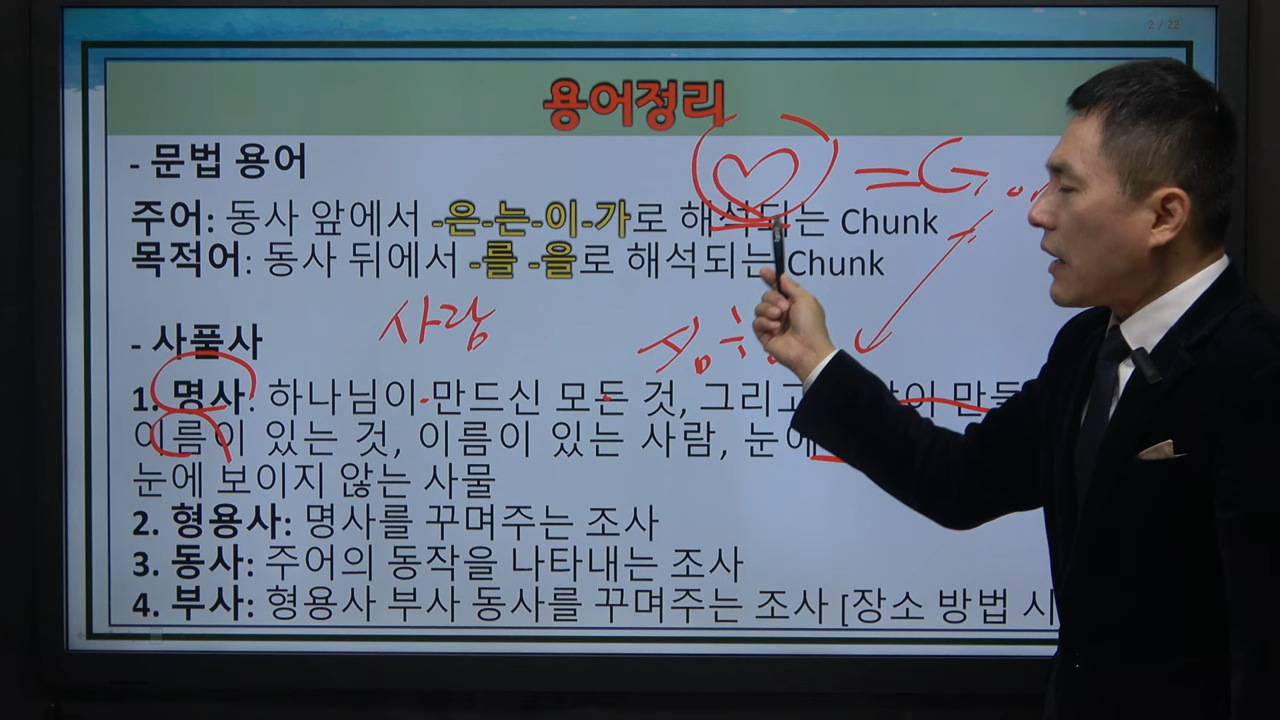 2 / 22
용어정리
- 문법 용어
주어: 동사 앞에서 -은-는-이-가로 해석되는 Chunk
목적어: 동사 뒤에서 -를 -을로 해석되는 Chunk
사랑
- 사품사
1. 명사: 하나님이 만드신 모든 것, 그리고
이름이 있는 것, 이름이 있는 사람, 눈에
눈에 보이지 않는 사물
2. 형용사: 명사를 꾸며주는 조사
3. 동사: 주어의 동작을 나타내는 조사
4. 부사: 형용사 부사 동사를 꾸며주는 조사 [장소 방법 시